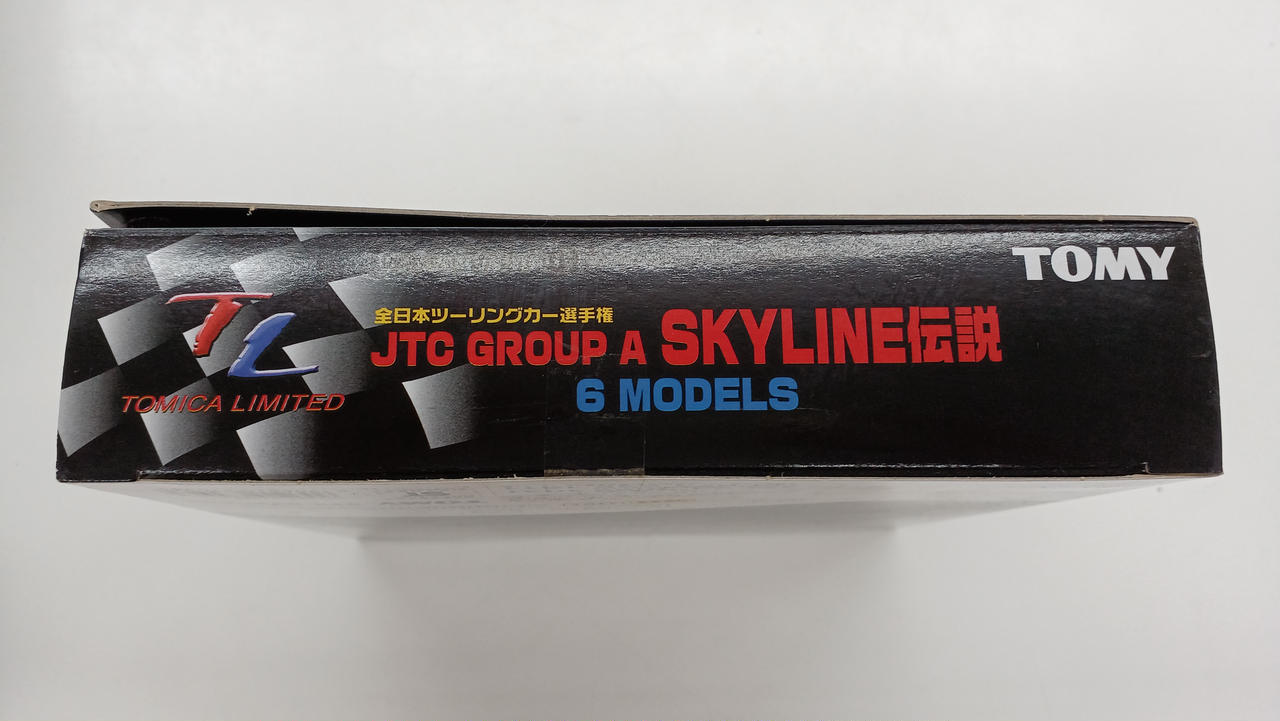 TOMY
TL
TOMICA LIMITED
全日本ツーリングカー選手権
JTC GROUP A SKYLINE伝説
6 MODELS